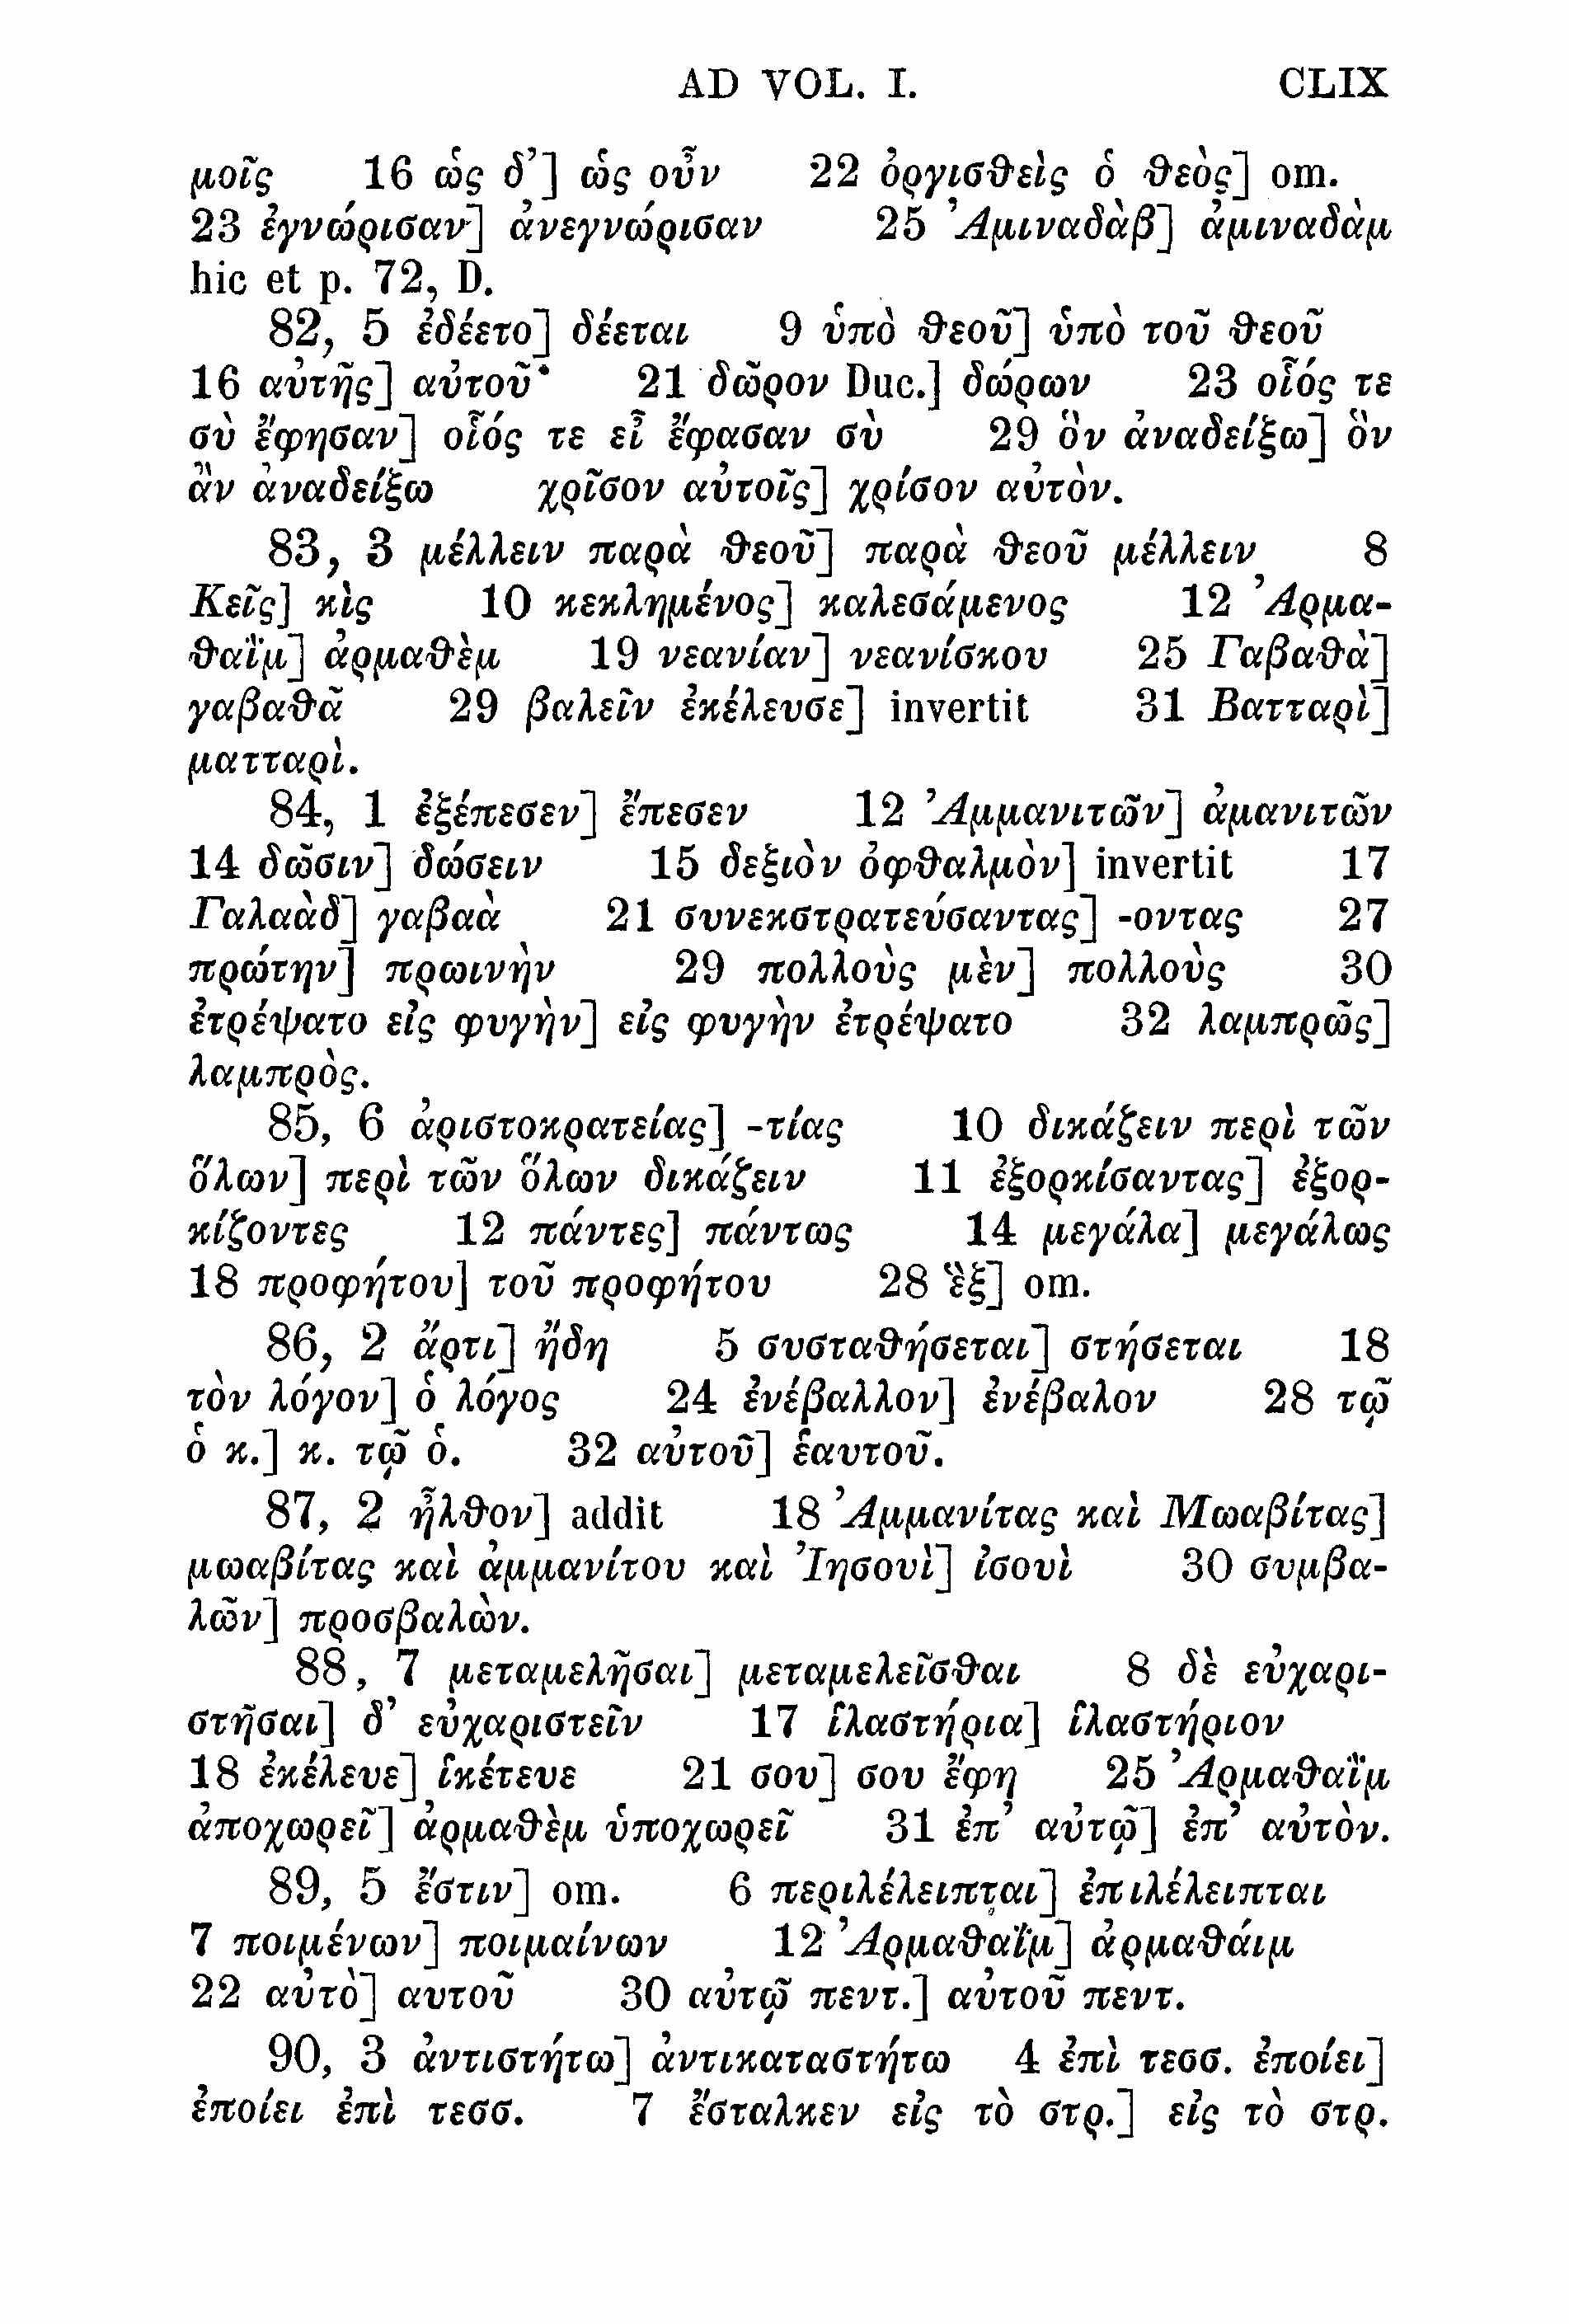 AD VOL. I. CLIX
μοῖς 16 ὡς δ’] ὡς οὖν 22 ὀργισθεὶς ὁ θεὸς] om.
23 ἐγνώρισαν] ἀνεγνώρισαν 25 Ἀμιναδὰβ] ἀμιναδὰμ
hic et p. 72, D.
82, 5 ἐδέετο] δέεται 9 ὑπὸ θεοῦ] ὑπὸ τοῦ θεοῦ
16 αὐτῆς] αὐτοῦ 21 δῶρον Duc.] δώρων 23 οἷός τε
σὺ ἔφησαν] οἷός τε εἶ ἔφασαν σὺ 29 ὃν ἀναδείξω] ὃν
ἂν ἀναδείξω χρῖσον αὐτοῖς] χρίσον αὐτὸν.
83, 3 μέλλειν παρὰ θεοῦ] παρὰ θεοῦ μέλλειν 8
Κεῖς] κὶς 10 κεκλημένος] καλεσάμενος 12 Ἀρμα-
θαῒμ] ἀρμαθὲμ 19 νεανίαν] νεανίσκου 25 Γαβαθὰ]
γαβαθᾶ 29 βαλεῖν ἐκέλευσε] invertit 31 Βατταρὶ]
ματταρὶ.
84, 1 ἐξέπεσεν] ἔπεσεν 12 Ἀμμανιτῶν] ἀμανιτῶν
14 δῶσιν] δώσειν 15 δεξιὸν ὀφθαλμὸν] invertit 17
Γαλαὰδ] γαβαὰ 21 συνεκστρατεύσαντας] -οντας 27
πρώτην] πρωινὴν 29 πολλοὺς μὲν] πολλοὺς 30
ἐτρέψατο εἰς φυγὴν] εἰς φυγὴν ἐτρέψατο 32 λαμπρῶς]
λαμπρὸς.
85, 6 ἀριστοκρατείας] -τίας 10 δικάζειν περὶ τῶν
ὅλων] περὶ τῶν ὅλων δικάζειν 11 ἐξορκίσαντας] ἐξορ-
κίζοντες 12 πάντες] πάντως 14 μεγάλα] μεγάλως
18 προφήτου] τοῦ προφήτου 28 ἓξ] om.
86, 2 ἄρτι] ἤδη 5 συσταθήσεται] στήσεται 18
τὸν λόγον] ὁ λόγος 24 ἐνέβαλλον] ἐνέβαλον 28 τῷ
ὁ κ.] κ. τῷ ὁ. 32 αὐτοῦ] ἑαυτοῦ.
87, 2 ἦλθον] addit 18 Ἀμμανίτας καὶ Μωαβίτας]
μωαβίτας καὶ ἀμμανίτου καὶ Ἰησουὶ] ἰσουὶ 30 συμβα-
λῶν] προσβαλὼν.
88, 7 μεταμελῆσαι] μεταμελεῖσθαι 8 δὲ εὐχαρι-
στῆσαι] δ’ εὐχαριστεῖν 17 ἱλαστήρια] ἱλαστήριον
18 ἐκέλευε] ἱκέτευε 21 σου] σου ἔφη 25 Ἀρμαθαῒμ
ἀποχωρεῖ] ἀρμαθὲμ ὑποχωρεῖ 31 ἐπ’ αὐτῷ] ἐπ’ αὐτὸν.
89, 5 ἔστιν] om. 6 περιλέλειπται] ἐπιλέλειπται
7 ποιμένων] ποιμαίνων 12 Ἀρμαθαῒμ] ἀρμαθάιμ
22 αὐτὸ] αυτοῦ 30 αὐτῷ πεντ.] αὐτοῦ πεντ.
90, 3 ἀντιστήτω] ἀντικαταστήτω 4 ἐπὶ τεσσ. ἐποίει]
ἐποίει ἐπὶ τεσσ. 7 ἔσταλκεν εἰς τὸ στρ.] εἰς τὸ στρ.